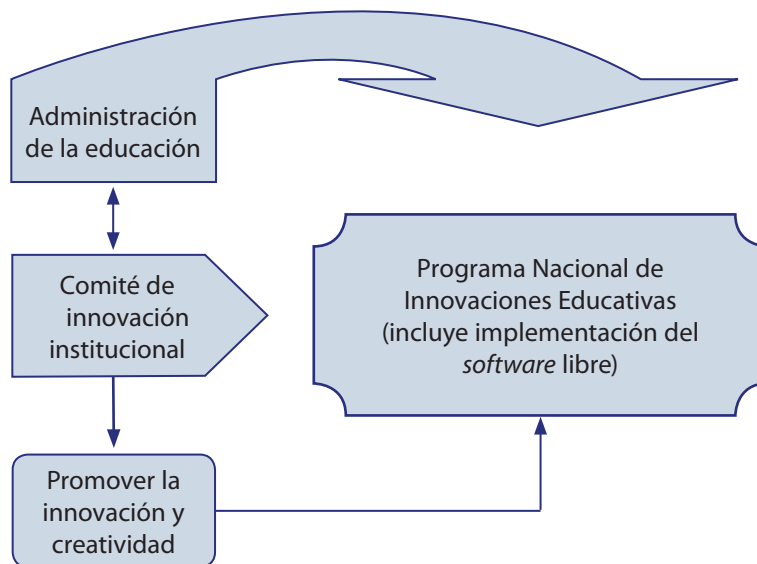 Administración
de la educación
Comité de
innovación
institucional
Programa Nacional de
Innovaciones Educativas
(incluye implementación del
software libre)
Promover la
innovación y
creatividad